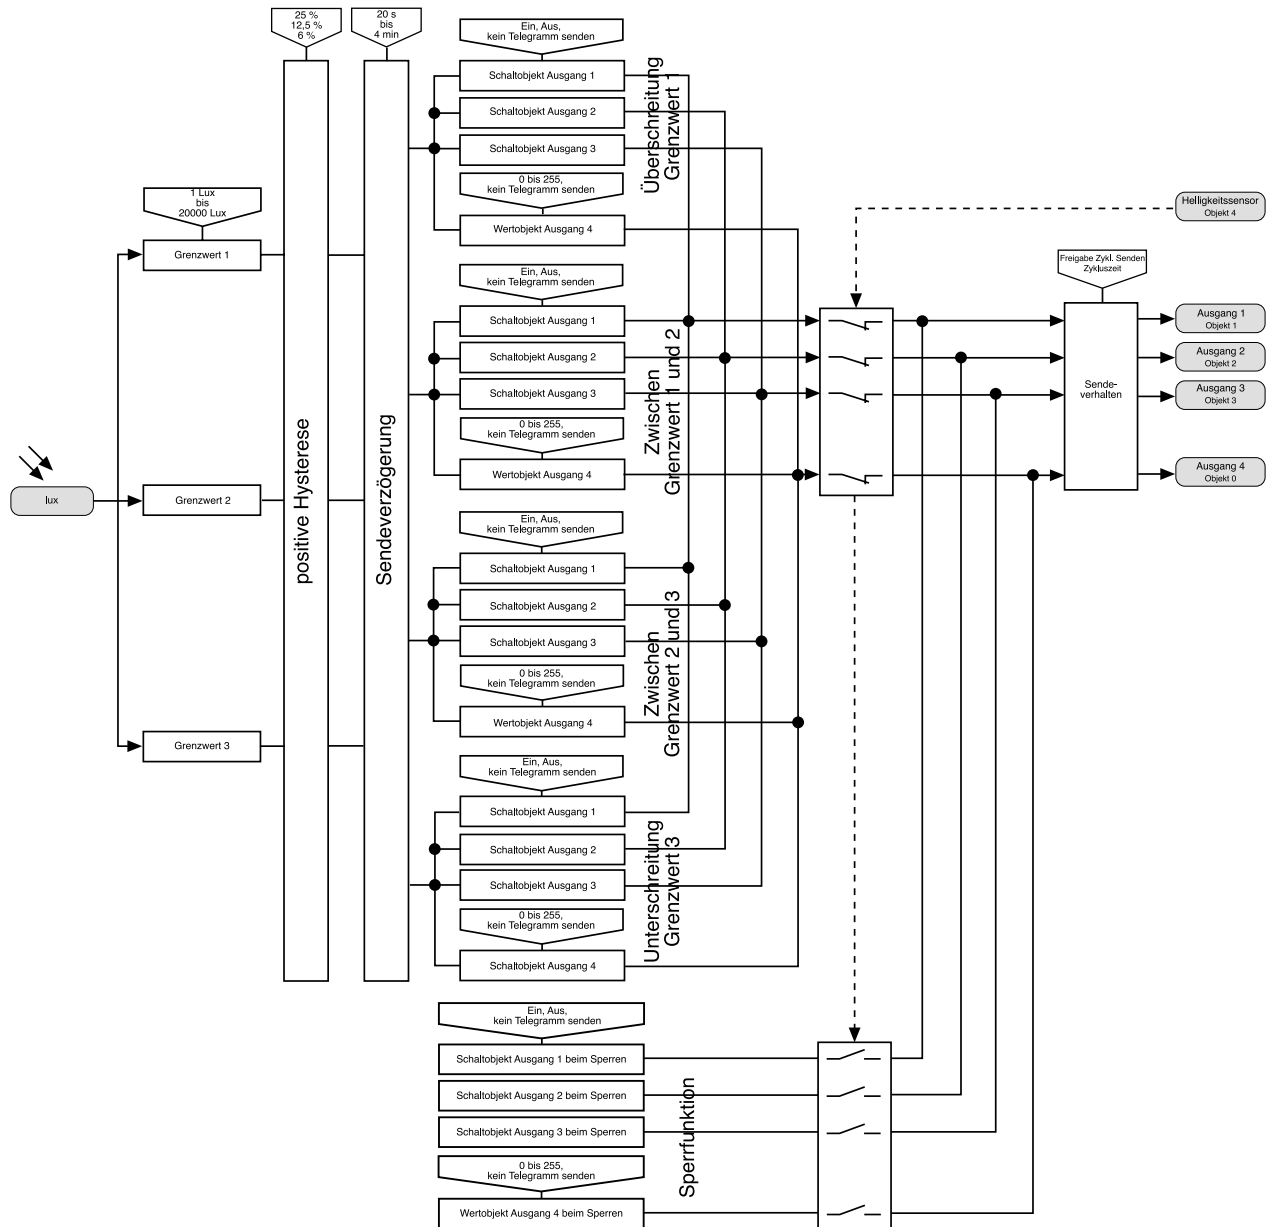 25 %
12,5 %
6 %
20 s
bis
4 min
1 Lux
bis
20000 Lux
lux
Grenzwert 1
Grenzwert 2
Grenzwert 3
positive Hysterese
Sendeverzögerung
Ein, Aus,
kein Telegramm senden
Schaltobjekt Ausgang 1
Schaltobjekt Ausgang 2
Schaltobjekt Ausgang 3
0 bis 255,
kein Telegramm senden
Wertobjekt Ausgang 4
Überschreitung
Grenzwert 1
Ein, Aus,
kein Telegramm senden
Schaltobjekt Ausgang 1
Schaltobjekt Ausgang 2
Schaltobjekt Ausgang 3
0 bis 255,
kein Telegramm senden
Wertobjekt Ausgang 4
Zwischen
Grenzwert 1 und 2
Ein, Aus,
kein Telegramm senden
Schaltobjekt Ausgang 1
Schaltobjekt Ausgang 2
Schaltobjekt Ausgang 3
0 bis 255,
kein Telegramm senden
Wertobjekt Ausgang 4
Zwischen
Grenzwert 2 und 3
Ein, Aus,
kein Telegramm senden
Schaltobjekt Ausgang 1
Schaltobjekt Ausgang 2
Schaltobjekt Ausgang 3
0 bis 255,
kein Telegramm senden
Schaltobjekt Ausgang 4
Unterschreitung
Grenzwert 3
Ein, Aus,
kein Telegramm senden
Schaltobjekt Ausgang 1 beim Sperren
Schaltobjekt Ausgang 2 beim Sperren
Schaltobjekt Ausgang 3 beim Sperren
0 bis 255,
kein Telegramm senden
Wertobjekt Ausgang 4 beim Sperren
Sperrfunktion
Helligkeitssensor
Objekt 4
Freigabe Zykl. Senden
Zykluszeit
Sende-
verhalten
Ausgang 1
Objekt 1
Ausgang 2
Objekt 2
Ausgang 3
Objekt 3
Ausgang 4
Objekt 0